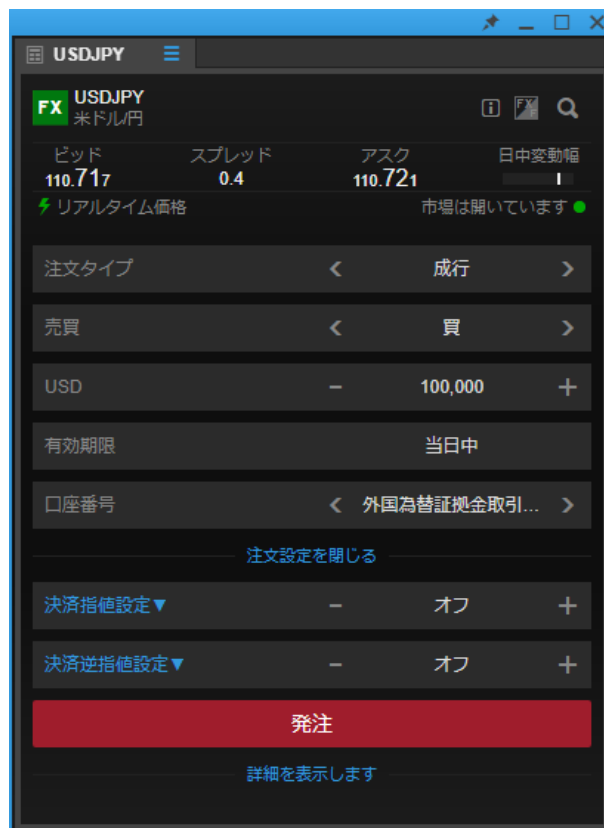 USDJPY
FX USDJPY
米ドル/円
ビッド スプレッド アスク 日中変動幅
110.717 0.4 110.721
リアルタイム価格 市場は開いています
注文タイプ 成行
売買 買
USD 100,000
有効期限 当日中
口座番号 外国為替証拠金取引...
注文設定を閉じる
決済指値設定▼ オフ
決済逆指値設定▼ オフ
発注
詳細を表示します